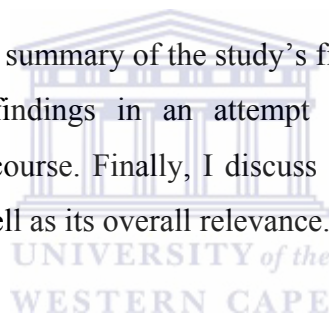 summary of the study’s fi
findings in an attempt
course. Finally, I discuss
ell as its overall relevance.
UNIVERSITY of the
WESTERN CAPE